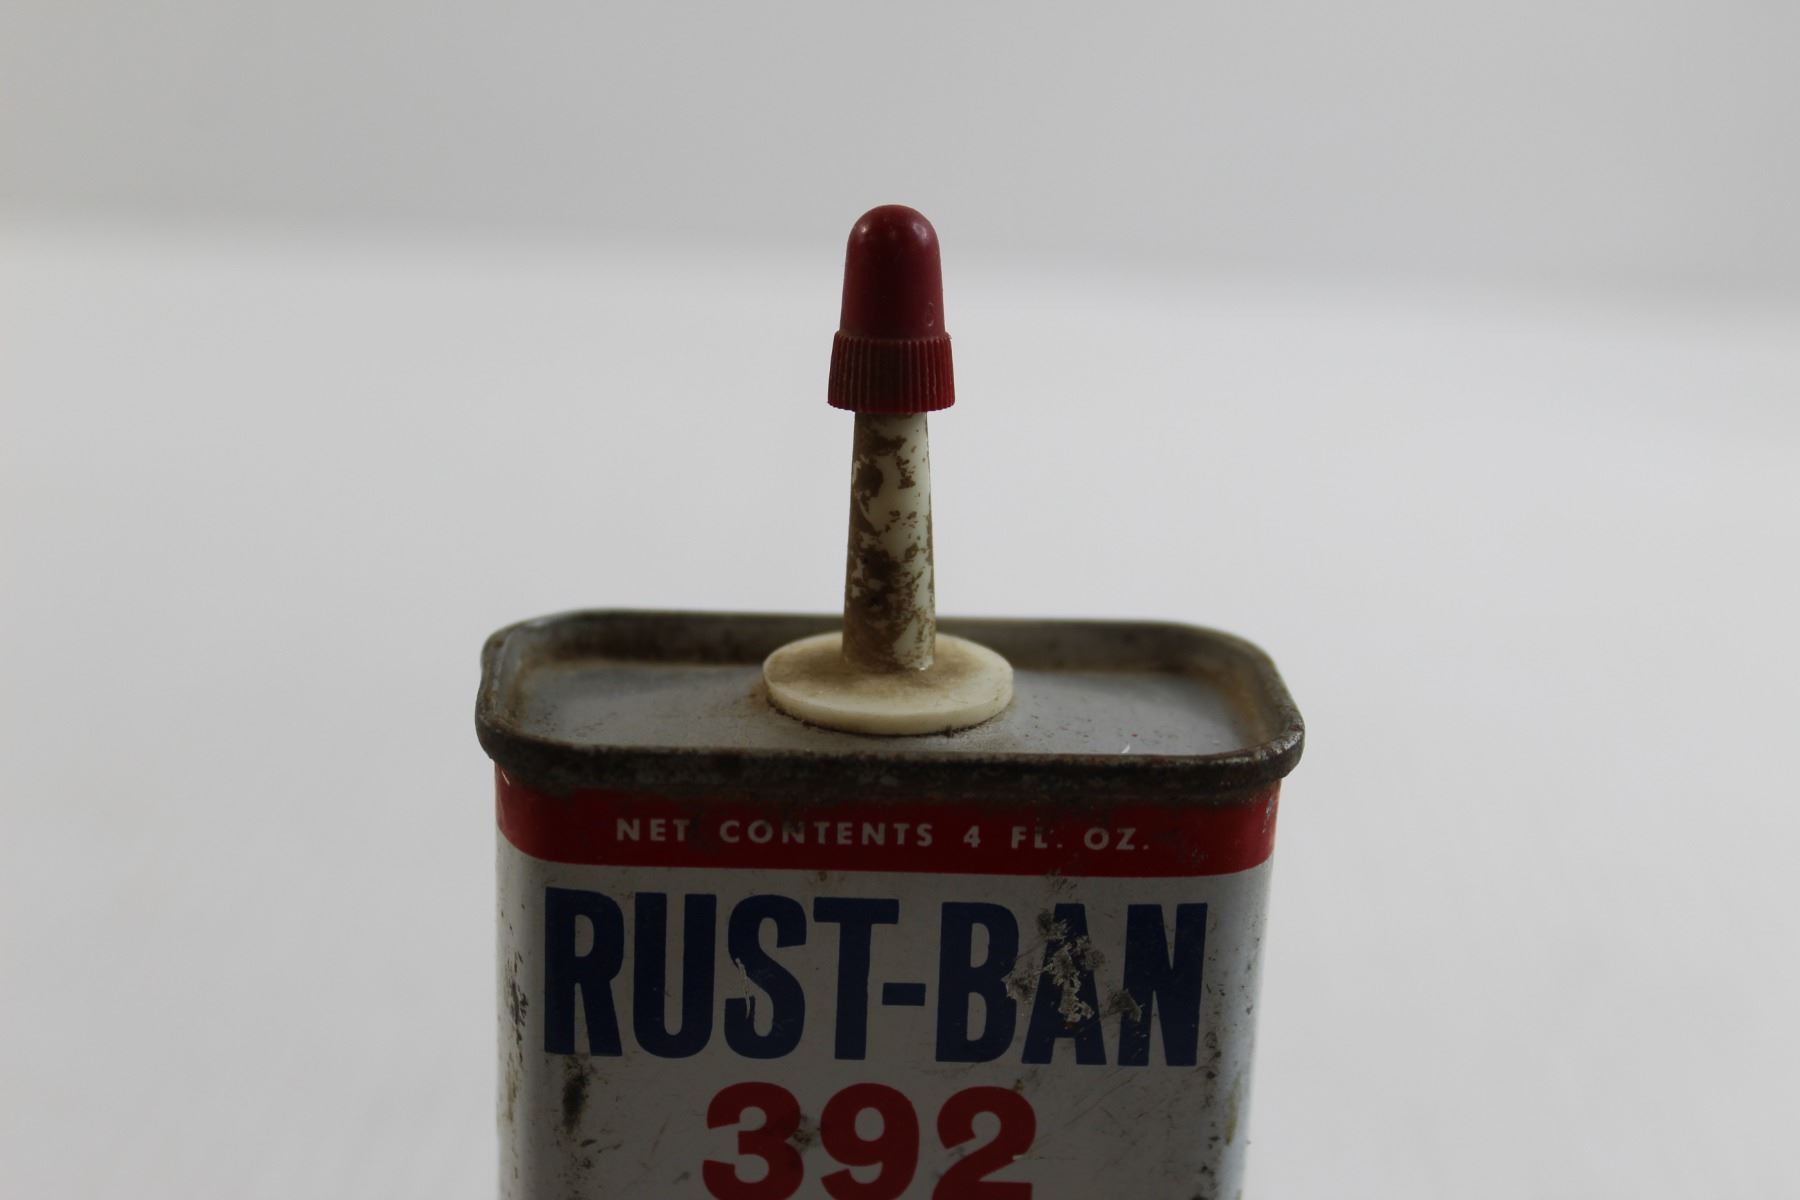 NET CONTENTS 4 FL. OZ.
RUST-BAN
392